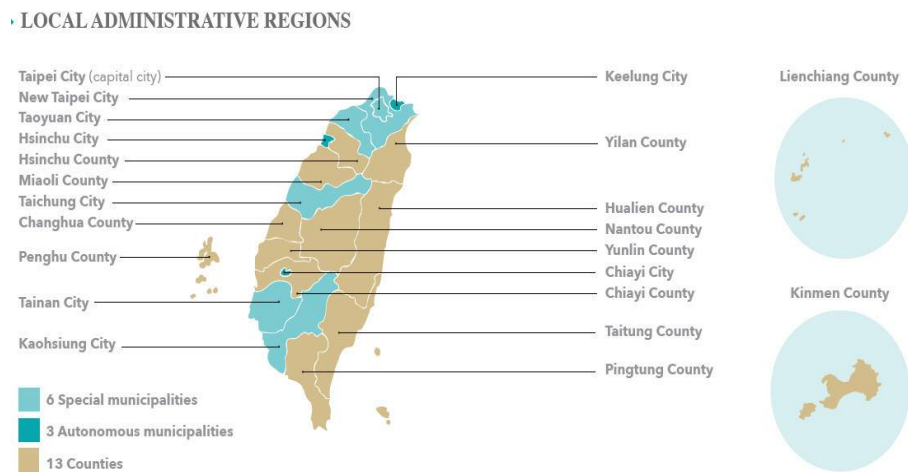 LOCAL ADMINISTRATIVE REGIONS
Taipei City (capital city)
New Taipei City
Taoyuan City
Hsinchu City
Hsinchu County
Miaoli County
Taichung City
Changhua County
Penghu County
Tainan City
Kaohsiung City
Keelung City
Yilan County
Hualien County
Nantou County
Yunlin County
Chiayi City
Chiayi County
Taitung County
Pingtung County
Lienchiang County
Kinmen County
6 Special municipalities
3 Autonomous municipalities
13 Counties